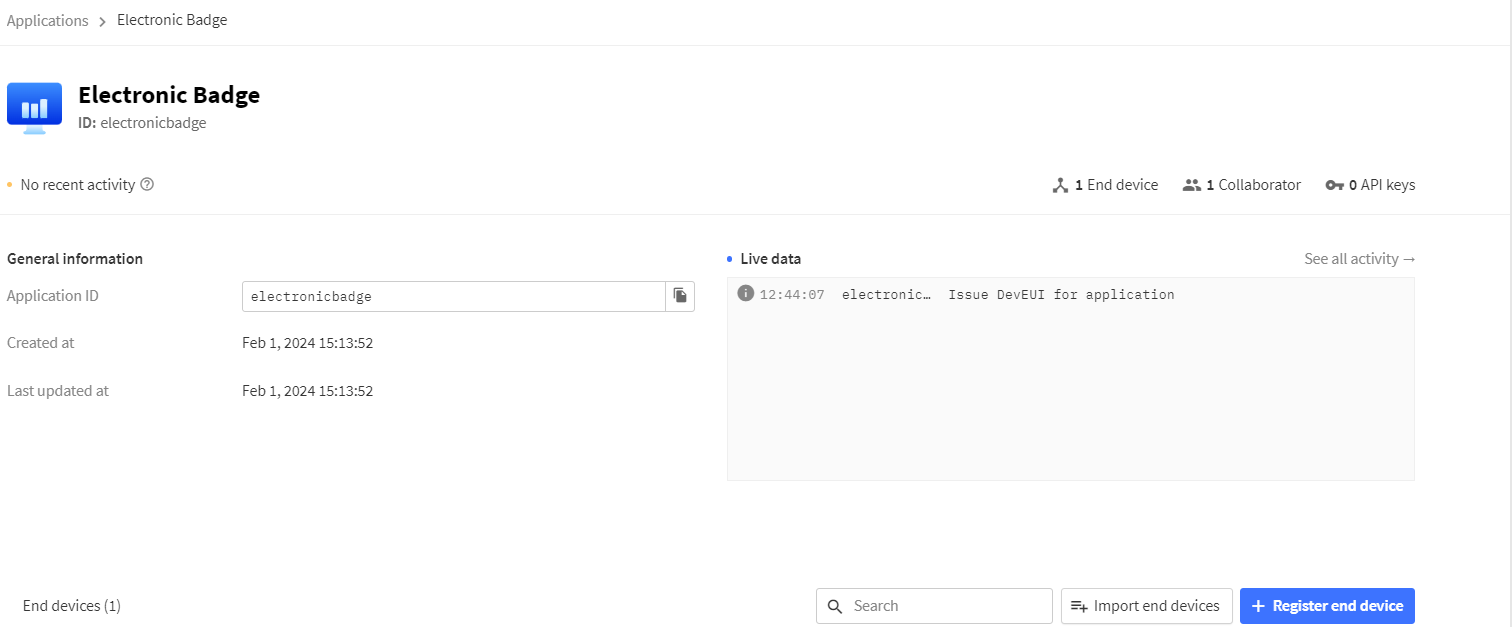 Applications > Electronic Badge
Electronic Badge
ID: electronicbadge
No recent activity
1 End device
1 Collaborator
0 API keys
General information
Application ID
electronicbadge
Created at
Feb 1, 2024 15:13:52
Last updated at
Feb 1, 2024 15:13:52
Live data
See all activity →
12:44:07 electronic… Issue DevEUI for application
End devices (1)
Search
Import end devices
+ Register end device